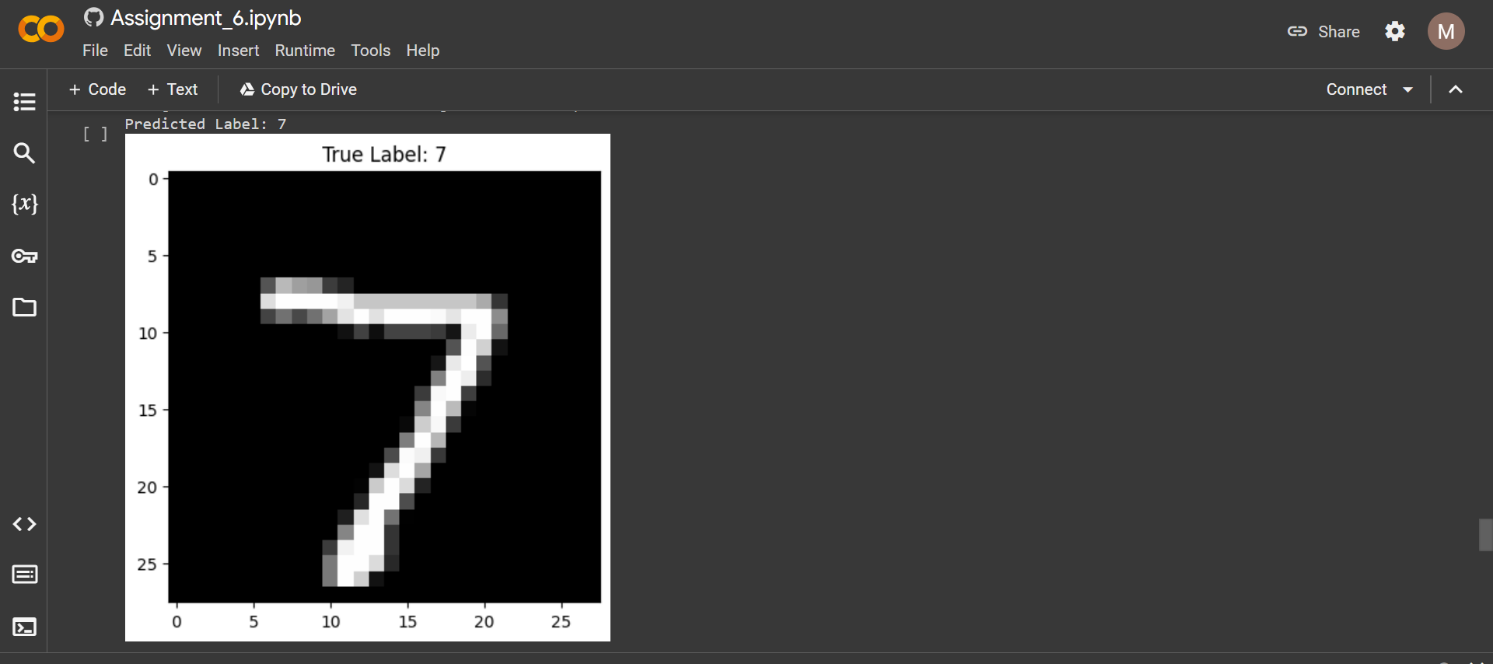 Assignment_6.ipynb
File Edit View Insert Runtime Tools Help
Share
M
+ Code + Text Copy to Drive
Connect
[ ]
Predicted Label: 7
True Label: 7
{x}
0
5
10
15
20
25
7
0 5 10 15 20 25